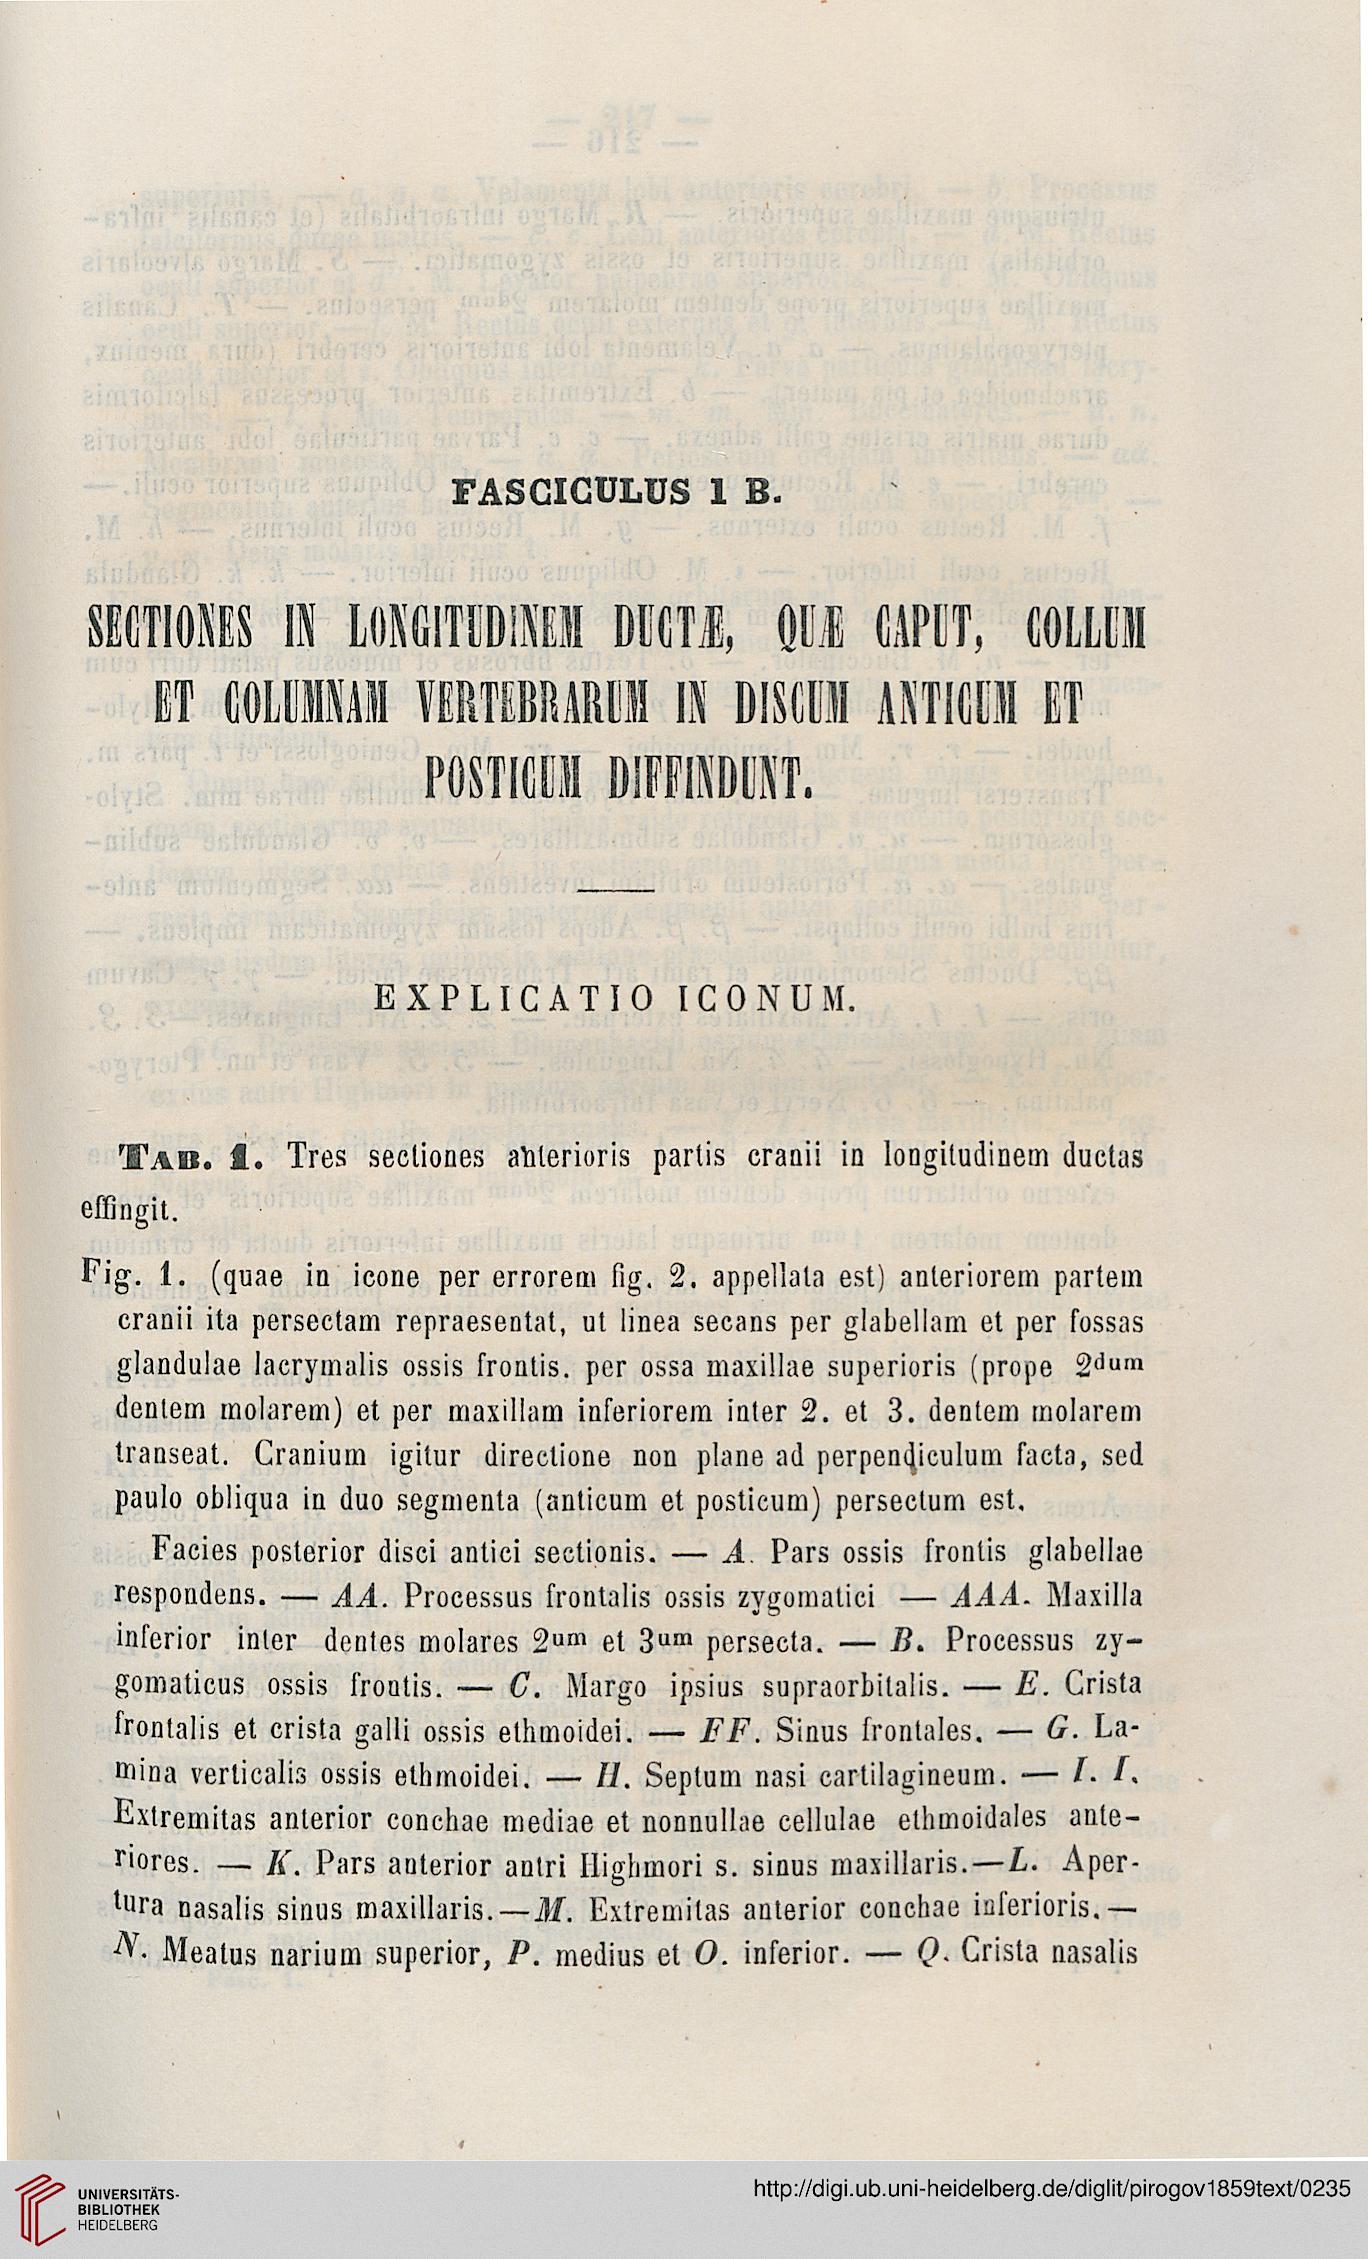 FASCICULUS 1 B.
SECTIONES IN LONGITUDINEM DUCTÆ, QUÆ CAPUT, COLLUM
ET COLUMNAM VERTEBRARUM IN DISCUM ANTICUM ET
POSTICUM DIFFINDUNT.
EXPLICATIO ICONUM.
TAB. 1. Tres sectiones anterioris partis cranii in longitudinem ductas
effingit.
Fig. 1. (quae in icone per errorem fig. 2. appellata est) anteriorem partem
cranii ita persectam repraesentat, ut linea secans per glabellam et per fossas
glandulae lacrymalis ossis frontis. per ossa maxillae superioris (prope 2dum
dentem molarem) et per maxillam inferiorem inter 2. et 3. dentem molarem
transeat. Cranium igitur directione non plane ad perpendiculum facta, sed
paulo obliqua in duo segmenta (anticum et posticum) persectum est.
Facies posterior disci antici sectionis. — A. Pars ossis frontis glabellae
respondens. — AA. Processus frontalis ossis zygomatici — AAA. Maxilla
inferior inter dentes molares 2um et 3um persecta. — B. Processus zy-
gomaticus ossis frontis. — C. Margo ipsius supraorbitalis. — E. Crista
frontalis et crista galli ossis ethmoidei. — FF. Sinus frontales. — G. La-
mina verticalis ossis ethmoidei. — H. Septum nasi cartilagineum. — I. I.
Extremitas anterior conchae mediae et nonnullae cellulae ethmoidales ante-
riores. — K. Pars anterior antri Highmori s. sinus maxillaris.—L. Aper-
tura nasalis sinus maxillaris.—M. Extremitas anterior conchae inferioris.—
N. Meatus narium superior, P. medius et O. inferior. — Q. Crista nasalis
UNIVERSITÄTS-
BIBLIOTHEK
HEIDELBERG
http://digi.ub.uni-heidelberg.de/diglit/pirogov1859text/0235